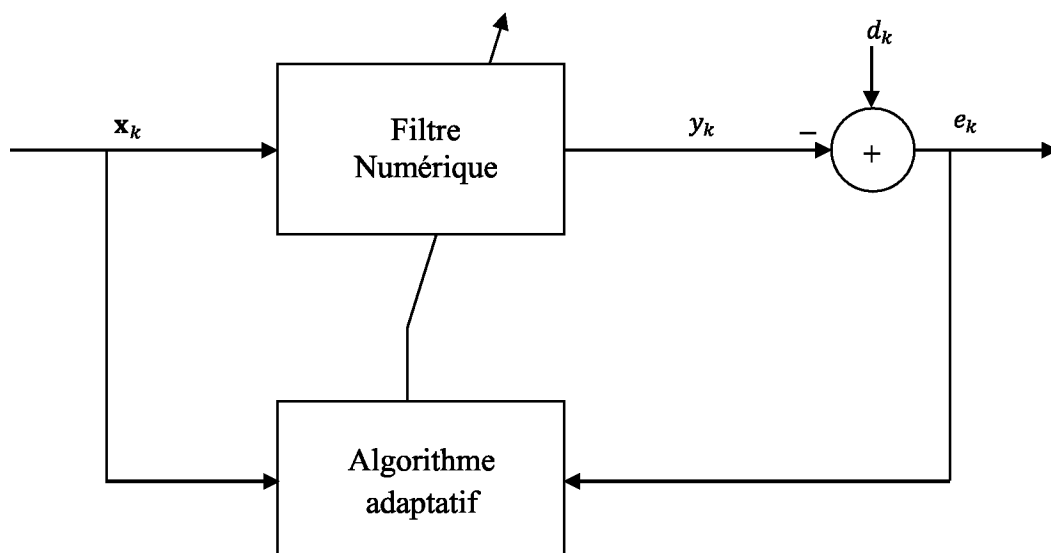 d_k
x_k
Filtre
Numérique
y_k
−
+
e_k
Algorithme
adaptatif